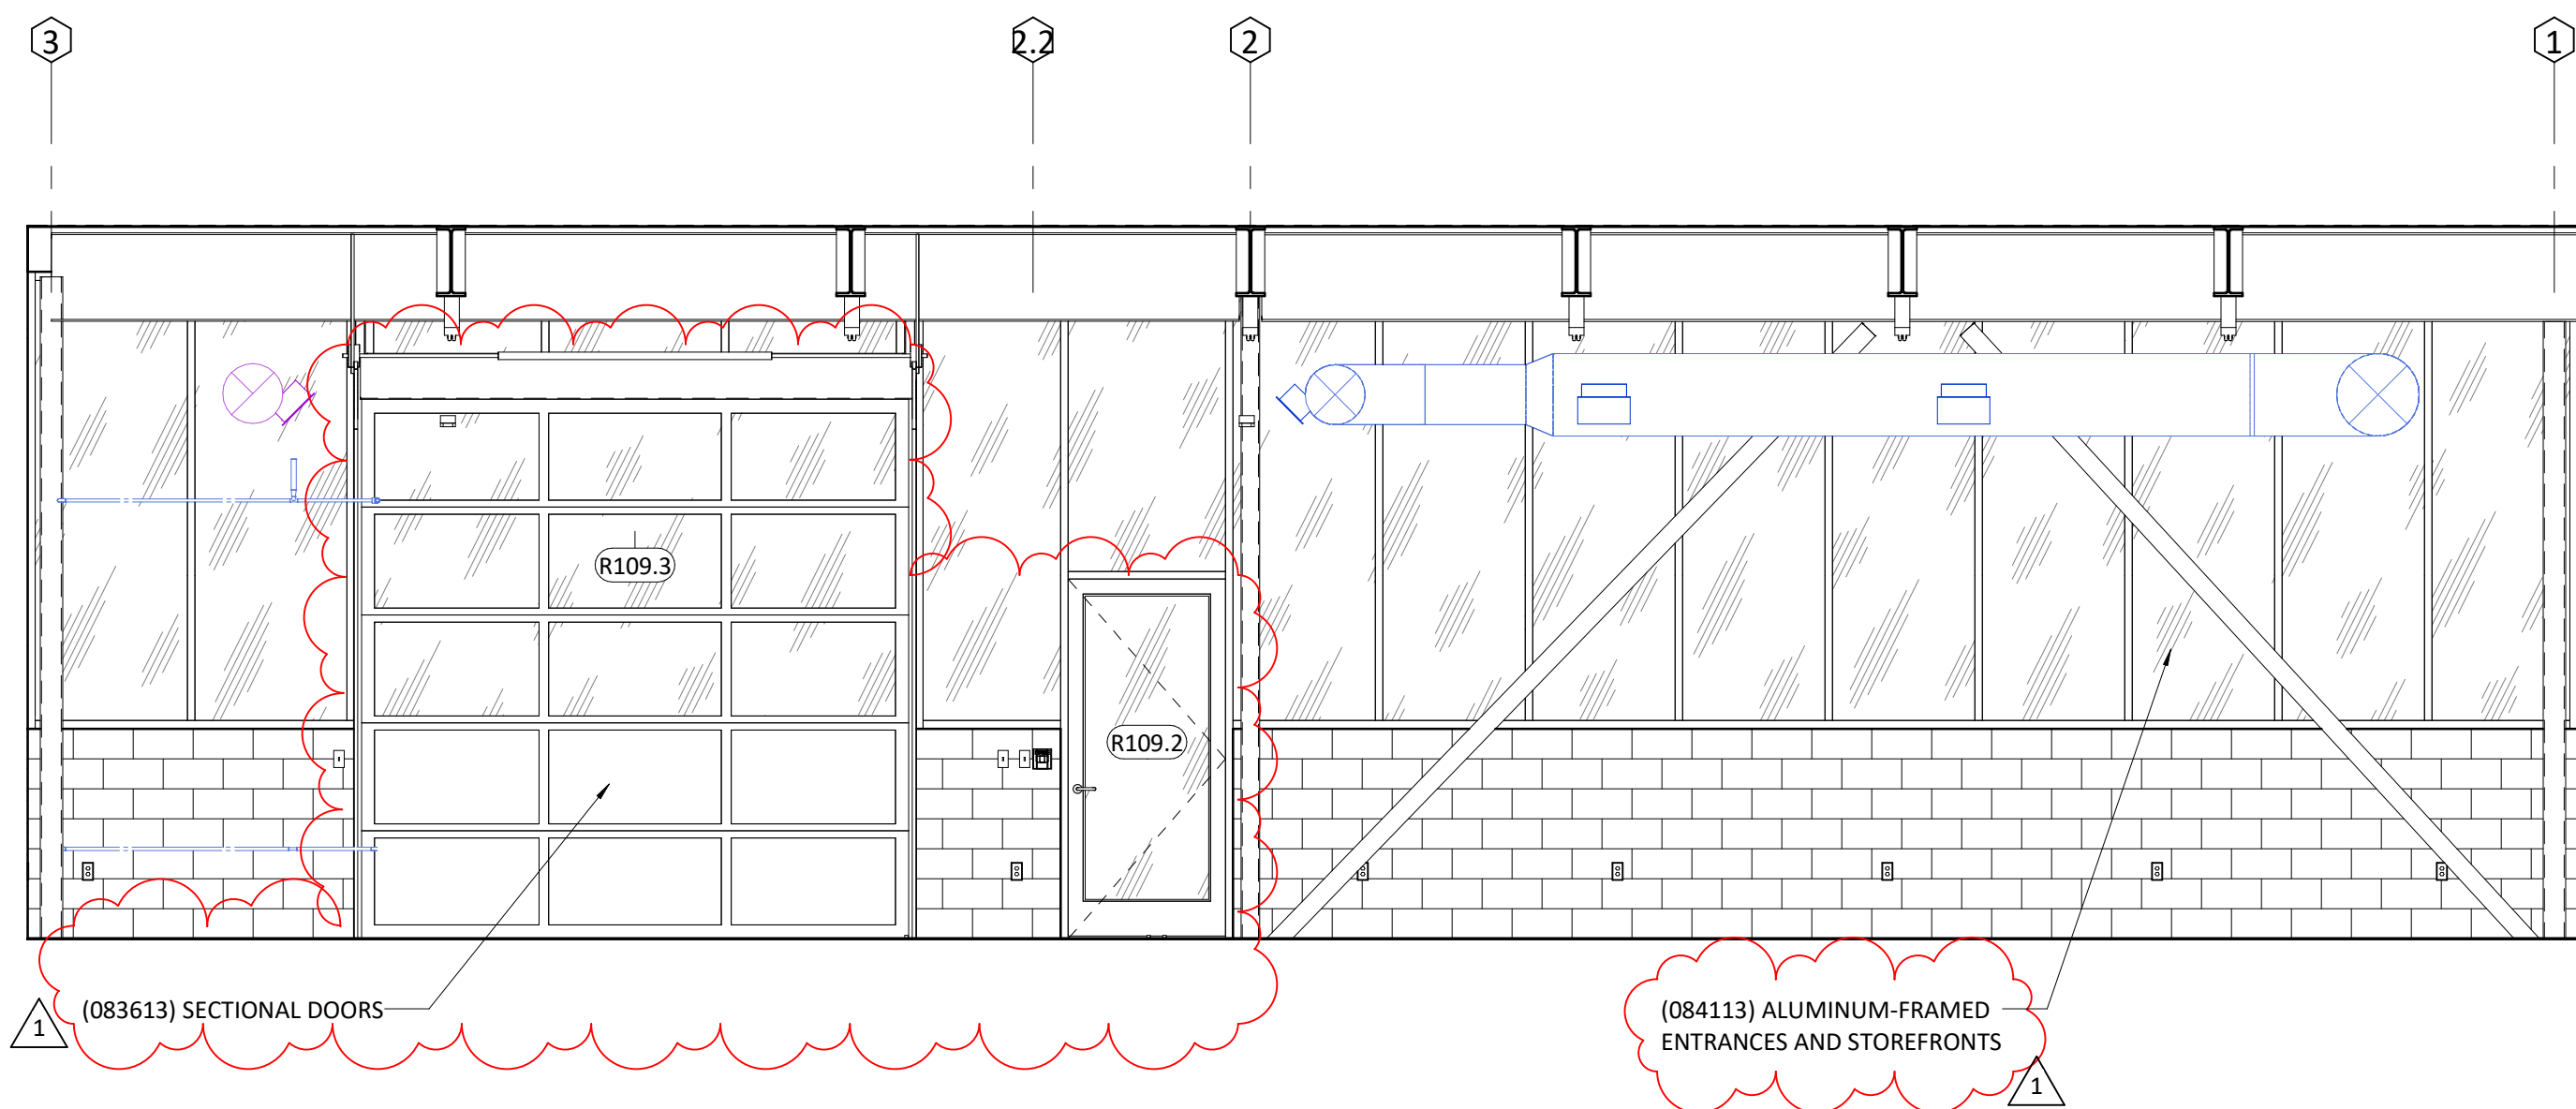 3
2.2
2
1
R109.3
R109.2
(083613) SECTIONAL DOORS
1
(084113) ALUMINUM-FRAMED
ENTRANCES AND STOREFRONTS
1